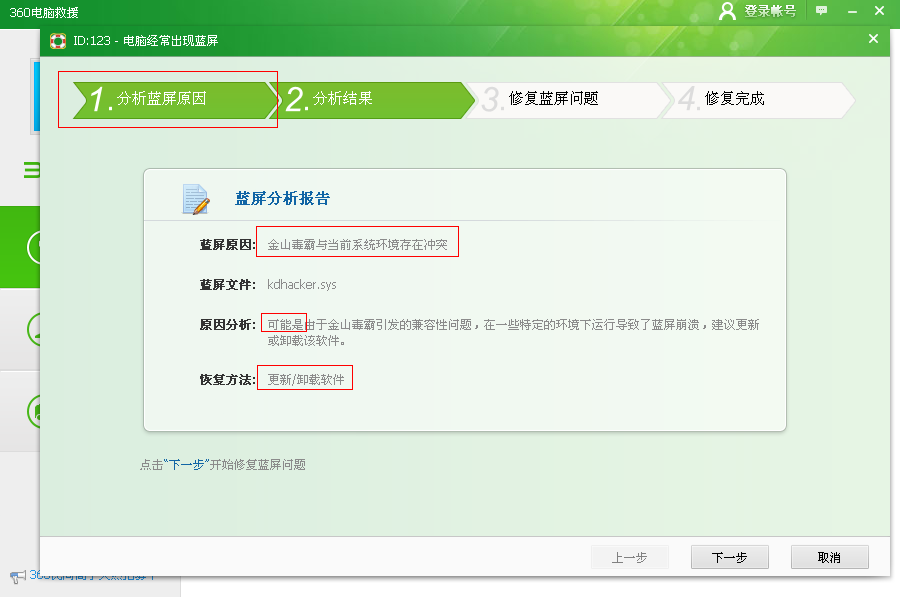 360电脑救援
登录帐号
ID:123 - 电脑经常出现蓝屏
1. 分析蓝屏原因
2. 分析结果
3. 修复蓝屏问题
4. 修复完成
蓝屏分析报告
蓝屏原因: 金山毒霸与当前系统环境存在冲突
蓝屏文件: kdhacker.sys
原因分析: 可能是由于金山毒霸引发的兼容性问题，在一些特定的环境下运行导致了蓝屏崩溃，建议更新
或卸载该软件。
恢复方法: 更新/卸载软件
点击“下一步”开始修复蓝屏问题
上一步
下一步
取消